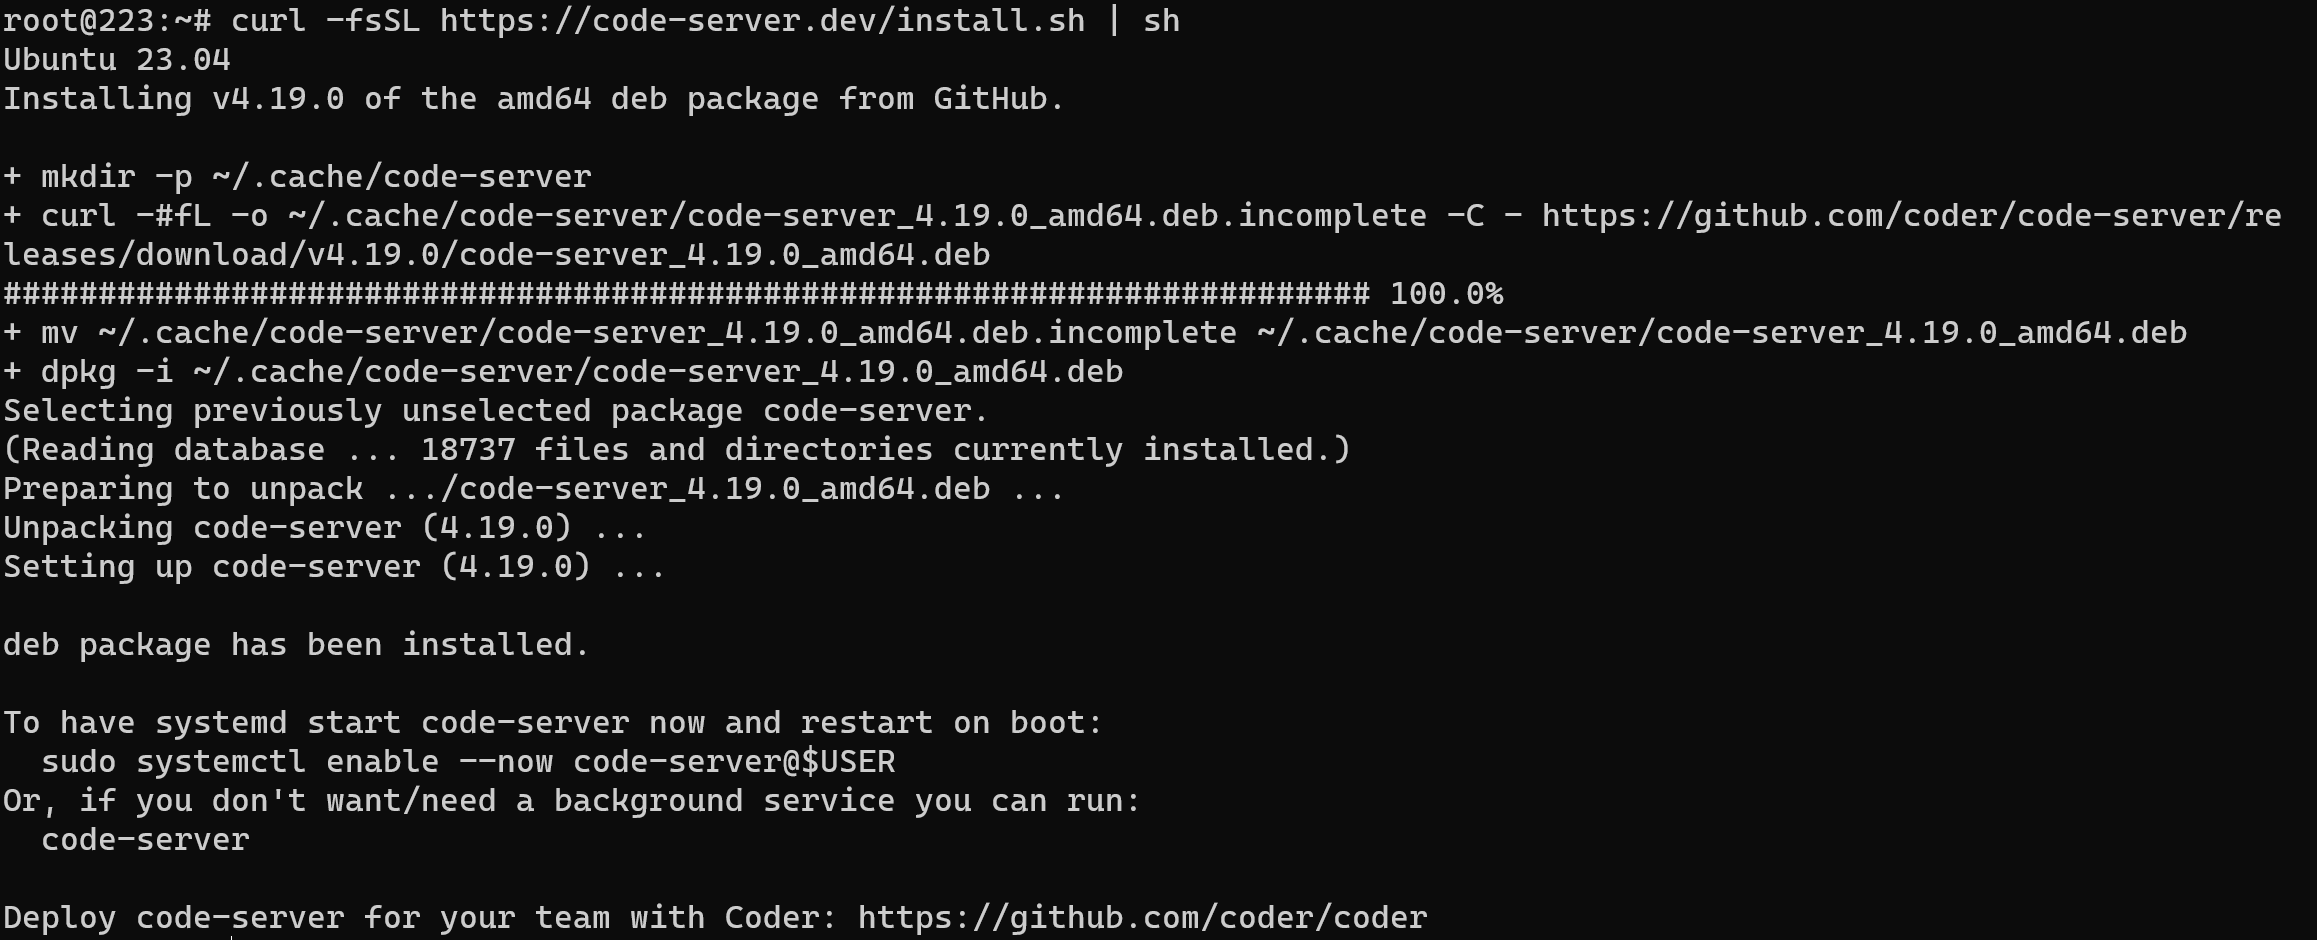 root@223:~# curl -fsSL https://code-server.dev/install.sh | sh
Ubuntu 23.04
Installing v4.19.0 of the amd64 deb package from GitHub.
+ mkdir -p ~/.cache/code-server
+ curl -#fL -o ~/.cache/code-server/code-server_4.19.0_amd64.deb.incomplete -C - https://github.com/coder/code-server/re
leases/download/v4.19.0/code-server_4.19.0_amd64.deb
######################################################################## 100.0%
+ mv ~/.cache/code-server/code-server_4.19.0_amd64.deb.incomplete ~/.cache/code-server/code-server_4.19.0_amd64.deb
+ dpkg -i ~/.cache/code-server/code-server_4.19.0_amd64.deb
Selecting previously unselected package code-server.
(Reading database ... 18737 files and directories currently installed.)
Preparing to unpack .../code-server_4.19.0_amd64.deb ...
Unpacking code-server (4.19.0) ...
Setting up code-server (4.19.0) ...
deb package has been installed.
To have systemd start code-server now and restart on boot:
  sudo systemctl enable --now code-server@$USER
Or, if you don't want/need a background service you can run:
  code-server
Deploy code-server for your team with Coder: https://github.com/coder/coder